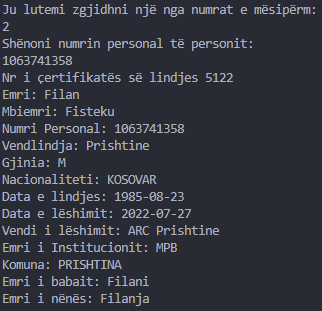 Ju lutemi zgjidhni një nga numrat e mësipërm:
2
Shënoni numrin personal të personit:
1063741358
Nr i çertifikatës së lindjes 5122
Emri: Filan
Mbiemri: Fisteku
Numri Personal: 1063741358
Vendlindja: Prishtine
Gjinia: M
Nacionaliteti: KOSOVAR
Data e lindjes: 1985-08-23
Data e lëshimit: 2022-07-27
Vendi i lëshimit: ARC Prishtine
Emri i Institucionit: MPB
Komuna: PRISHTINA
Emri i babait: Filani
Emri i nënës: Filanja